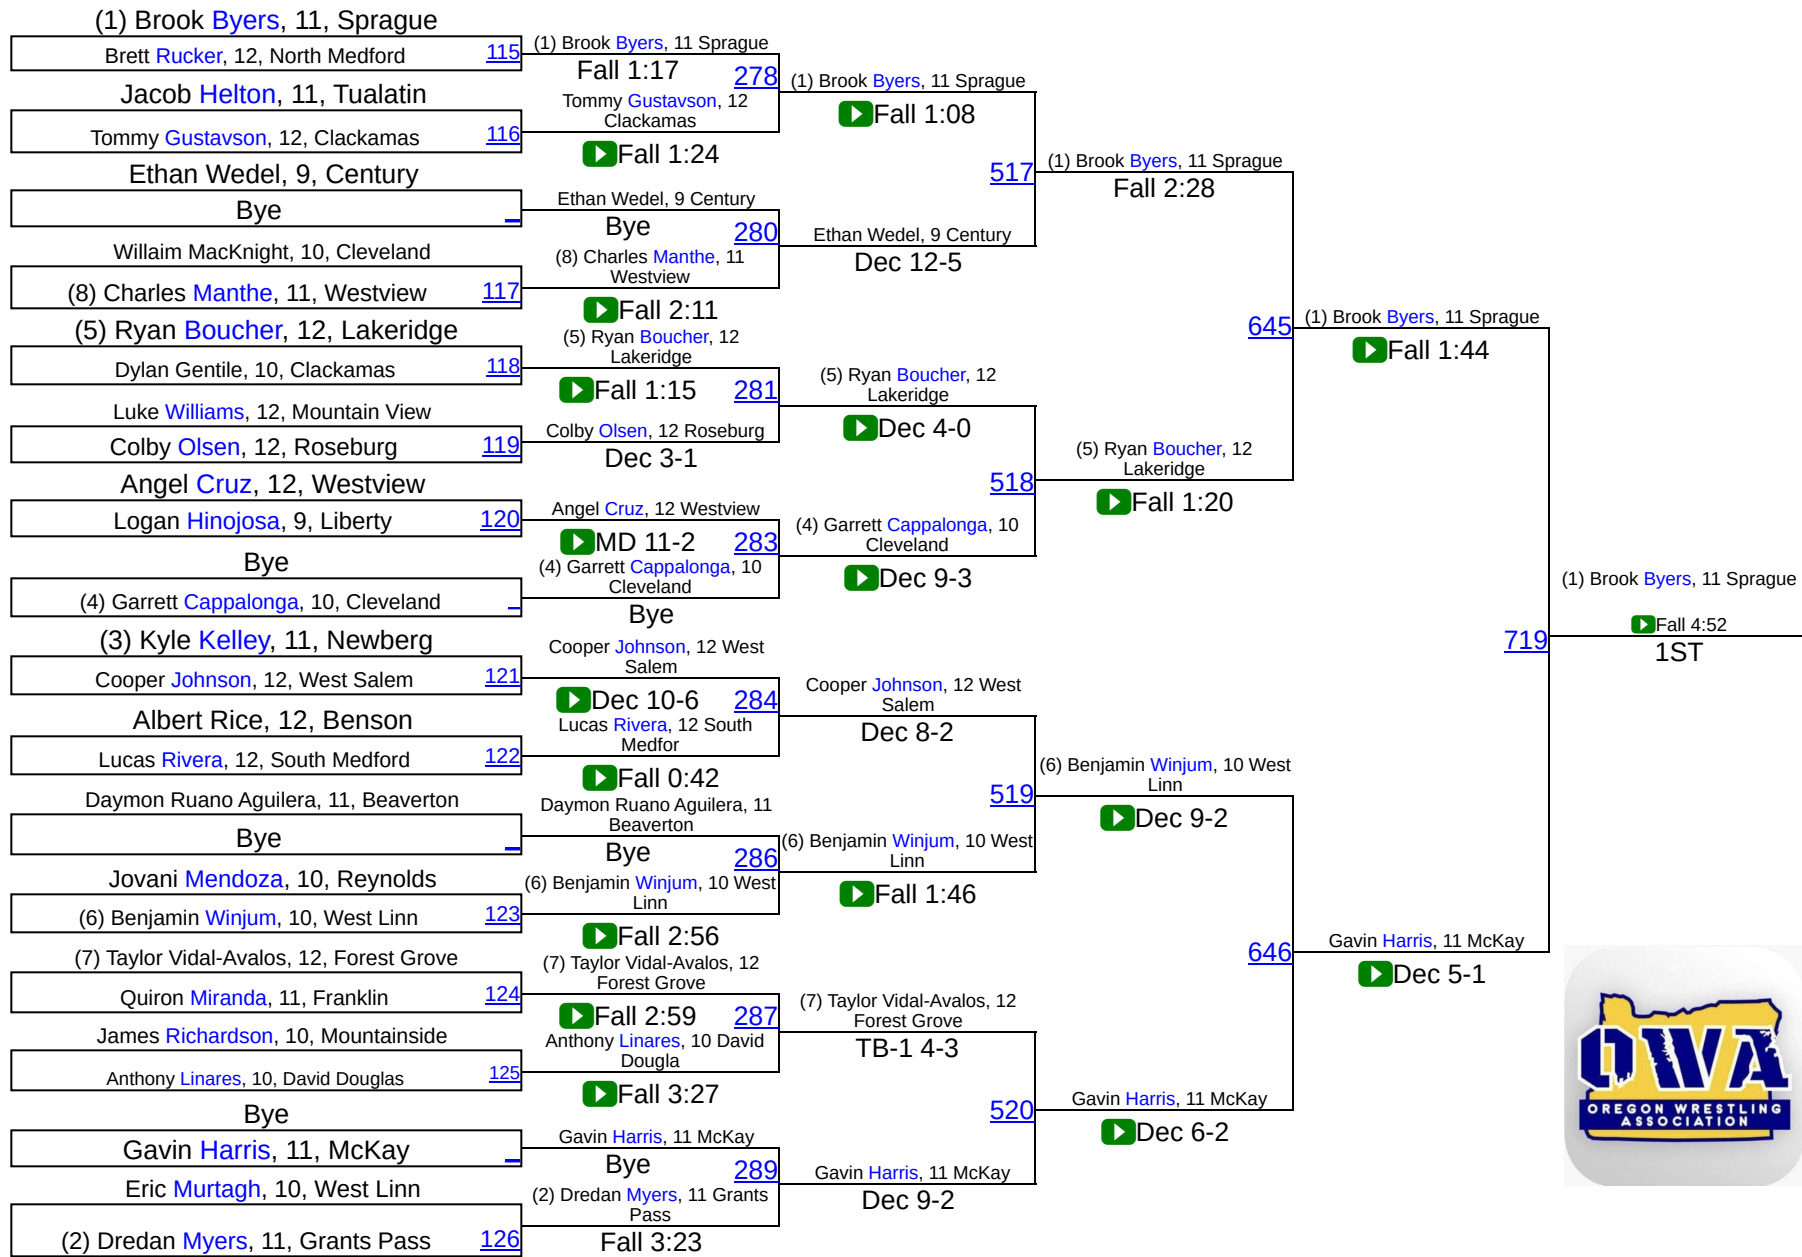 (1) Brook Byers, 11, Sprague
Brett Rucker, 12, North Medford 115
Jacob Helton, 11, Tualatin
Tommy Gustavson, 12, Clackamas 116
Ethan Wedel, 9, Century
Bye
Willaim MacKnight, 10, Cleveland
(8) Charles Manthe, 11, Westview 117
(5) Ryan Boucher, 12, Lakeridge
Dylan Gentile, 10, Clackamas 118
Luke Williams, 12, Mountain View
Colby Olsen, 12, Roseburg 119
Angel Cruz, 12, Westview
Logan Hinojosa, 9, Liberty 120
Bye
(4) Garrett Cappalonga, 10, Cleveland
(3) Kyle Kelley, 11, Newberg
Cooper Johnson, 12, West Salem 121
Albert Rice, 12, Benson
Lucas Rivera, 12, South Medford 122
Daymon Ruano Aguilera, 11, Beaverton
Bye
Jovani Mendoza, 10, Reynolds
(6) Benjamin Winjum, 10, West Linn 123
(7) Taylor Vidal-Avalos, 12, Forest Grove
Quiron Miranda, 11, Franklin 124
James Richardson, 10, Mountainside
Anthony Linares, 10, David Douglas 125
Bye
Gavin Harris, 11, McKay
Eric Murtagh, 10, West Linn
(2) Dredan Myers, 11, Grants Pass 126
(1) Brook Byers, 11 Sprague
Fall 1:17 278
Tommy Gustavson, 12
Clackamas
Fall 1:24
Ethan Wedel, 9 Century
Bye 280
(8) Charles Manthe, 11
Westview
Fall 2:11
(5) Ryan Boucher, 12
Lakeridge
Fall 1:15 281
Colby Olsen, 12 Roseburg
Dec 3-1
Angel Cruz, 12 Westview
MD 11-2 283
(4) Garrett Cappalonga, 10
Cleveland
Bye
Cooper Johnson, 12 West
Salem
Dec 10-6 284
Lucas Rivera, 12 South
Medfor
Fall 0:42
Daymon Ruano Aguilera, 11
Beaverton
Bye 286
(6) Benjamin Winjum, 10 West
Linn
Fall 2:56
(7) Taylor Vidal-Avalos, 12
Forest Grove
Fall 2:59 287
Anthony Linares, 10 David
Dougla
Fall 3:27
Gavin Harris, 11 McKay
Bye 289
(2) Dredan Myers, 11 Grants
Pass
Fall 3:23
(1) Brook Byers, 11 Sprague
Fall 1:08
517
Ethan Wedel, 9 Century
Dec 12-5
(5) Ryan Boucher, 12
Lakeridge
Dec 4-0
518
(4) Garrett Cappalonga, 10
Cleveland
Dec 9-3
Cooper Johnson, 12 West
Salem
Dec 8-2
519
(6) Benjamin Winjum, 10 West
Linn
Fall 1:46
(7) Taylor Vidal-Avalos, 12
Forest Grove
TB-1 4-3
520
Gavin Harris, 11 McKay
Dec 9-2
(1) Brook Byers, 11 Sprague
Fall 2:28
645
(5) Ryan Boucher, 12
Lakeridge
Fall 1:20
(6) Benjamin Winjum, 10 West
Linn
Dec 9-2
646
Gavin Harris, 11 McKay
Dec 6-2
(1) Brook Byers, 11 Sprague
Fall 1:44
719
Gavin Harris, 11 McKay
Dec 5-1
(1) Brook Byers, 11 Sprague
Fall 4:52
1ST
OWA
OREGON WRESTLING
ASSOCIATION